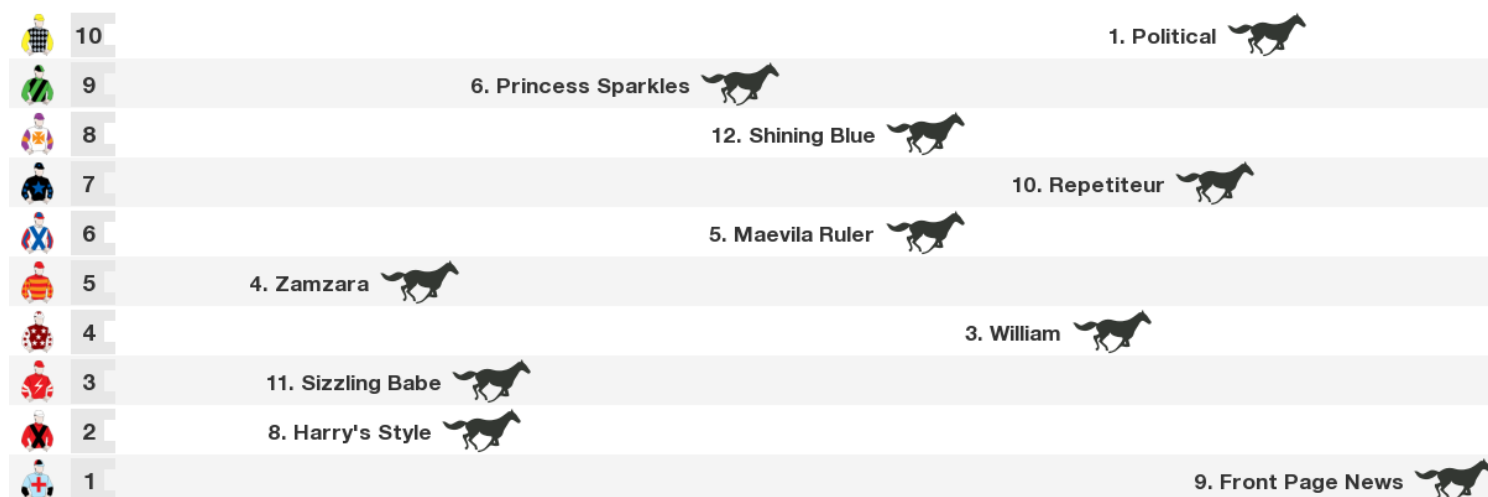 10 1. Political
9 6. Princess Sparkles
8 12. Shining Blue
7 10. Repetiteur
6 5. Maevila Ruler
5 4. Zamzara
4 3. William
3 11. Sizzling Babe
2 8. Harry's Style
1 9. Front Page News